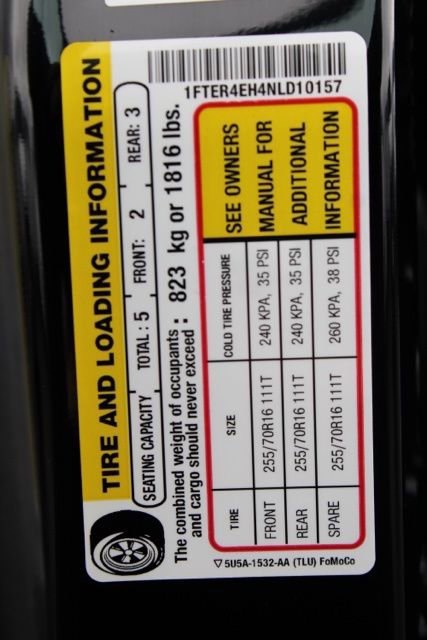 TIRE AND LOADING INFORMATION
SEATING CAPACITY TOTAL : 5 FRONT: 2 REAR: 3
The combined weight of occupants
and cargo should never exceed : 823 kg or 1816 lbs.
1FTER4EH4NLD10157
TIRE SIZE COLD TIRE PRESSURE
FRONT 255/70R16 111T 240 KPA, 35 PSI
REAR 255/70R16 111T 240 KPA, 35 PSI
SPARE 255/70R16 111T 260 KPA, 38 PSI
SEE OWNERS
MANUAL FOR
ADDITIONAL
INFORMATION
▽ 5U5A-1532-AA (TLU) FoMoCo